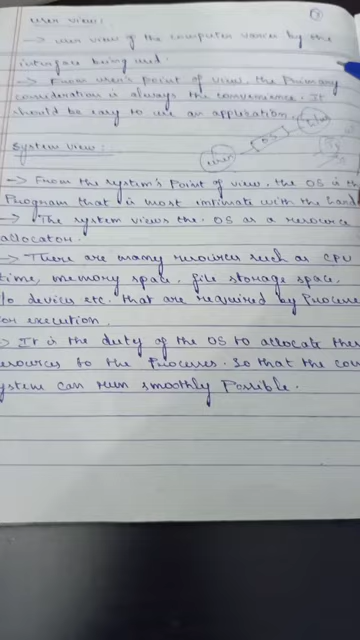 user view:
→ user view of the computer varies by the
interface being used.
→ From user's point of view, the primary
consideration is always the convenience. It
should be easy to use an application.
OS
System view:
→ From the system's point of view, the OS is the
Program that is most intimate with the hard
→ The system views the OS as a resource
allocator.
→ There are many resources such as CPU
time, memory space, file storage space,
I/o devices etc. that are required by Process
for execution.
→ It is the duty of the OS to allocate these
resources to the Processes. So that the com
system can run smoothly Possible.